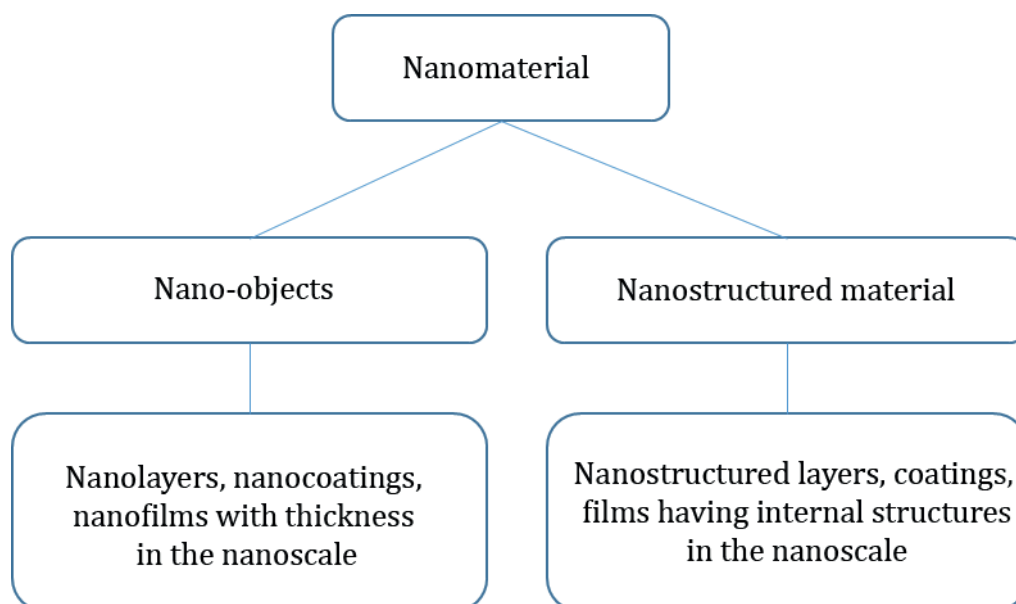 Nanomaterial
Nano-objects
Nanostructured material
Nanolayers, nanocoatings,
nanofilms with thickness
in the nanoscale
Nanostructured layers, coatings,
films having internal structures
in the nanoscale